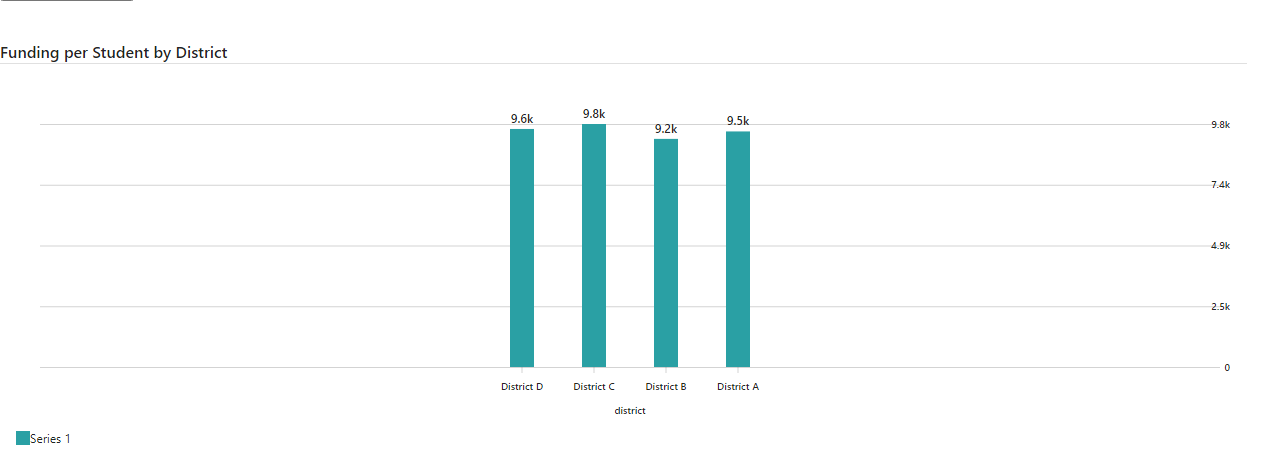 Funding per Student by District
9.6k
9.8k
9.2k
9.5k
9.8k
7.4k
4.9k
2.5k
0
District D
District C
District B
District A
district
Series 1